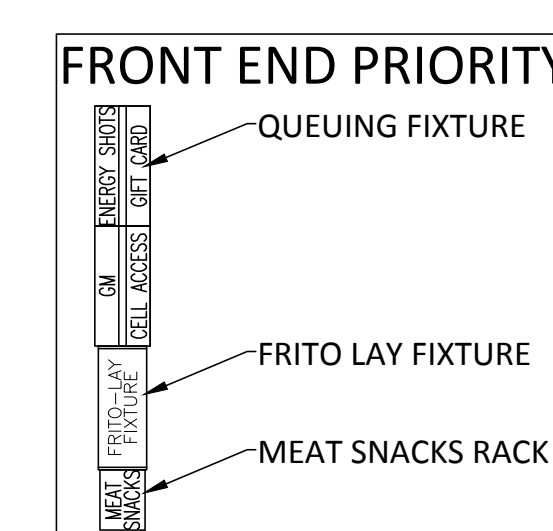 FRONT END PRIORITY
ENERGY SHOTS
GIFT CARD
QUEUING FIXTURE
GM
CELL ACCESS
FRITO-LAY
FIXTURE
FRITO LAY FIXTURE
MEAT
SNACKS
MEAT SNACKS RACK